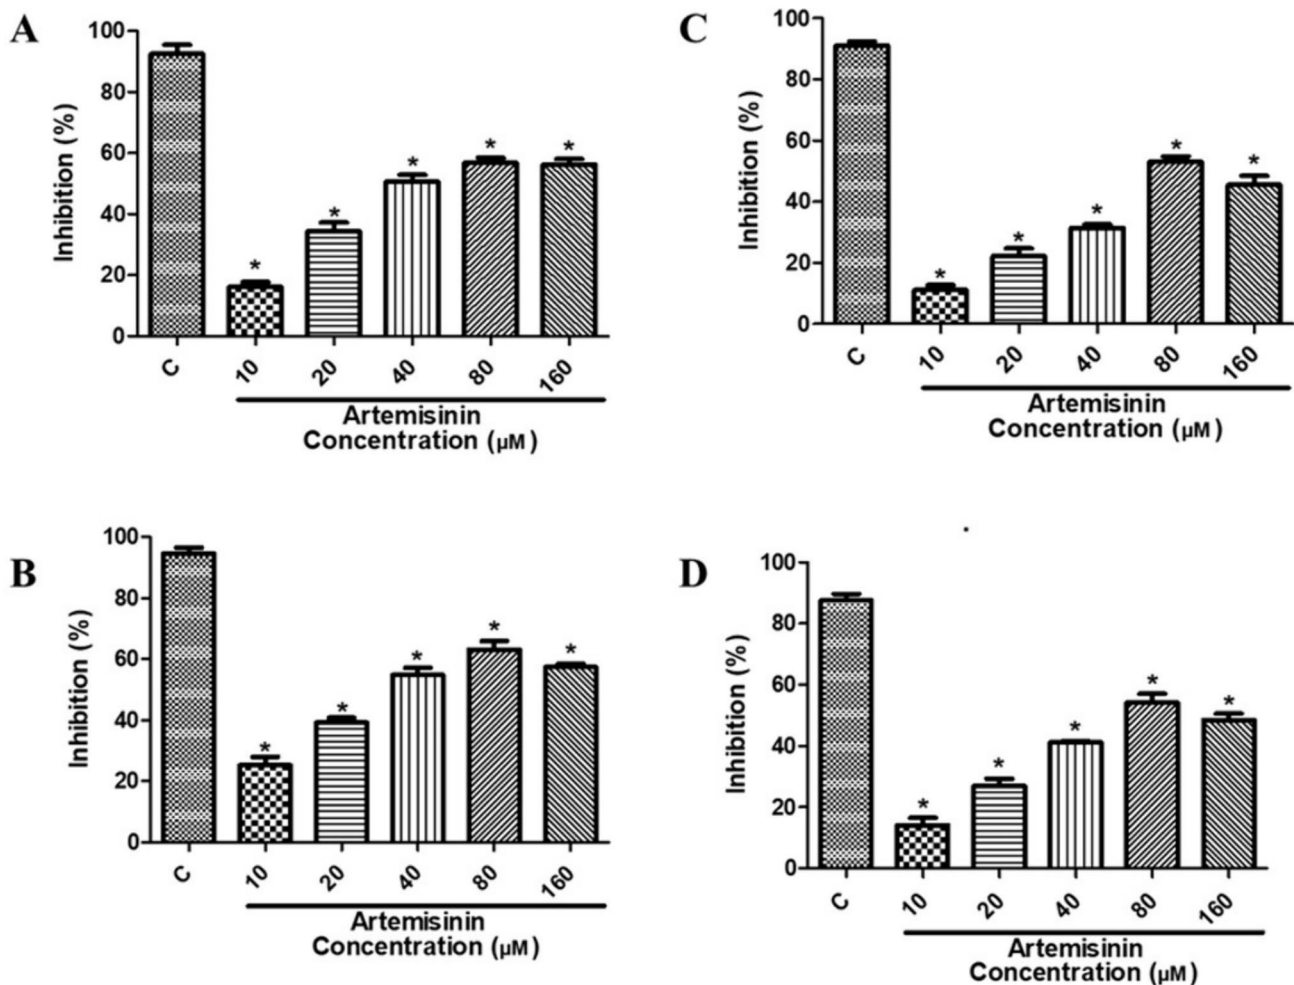 A
Inhibition (%)
100
80
60
40
20
0
* * * * *
C 10 20 40 80 160
Artemisinin
Concentration (µM)
C
Inhibition (%)
100
80
60
40
20
0
* * * * *
C 10 20 40 80 160
Artemisinin
Concentration (µM)
B
Inhibition (%)
100
80
60
40
20
0
* * * * *
C 10 20 40 80 160
Artemisinin
Concentration (µM)
D
Inhibition (%)
100
80
60
40
20
0
* * * * *
C 10 20 40 80 160
Artemisinin
Concentration (µM)